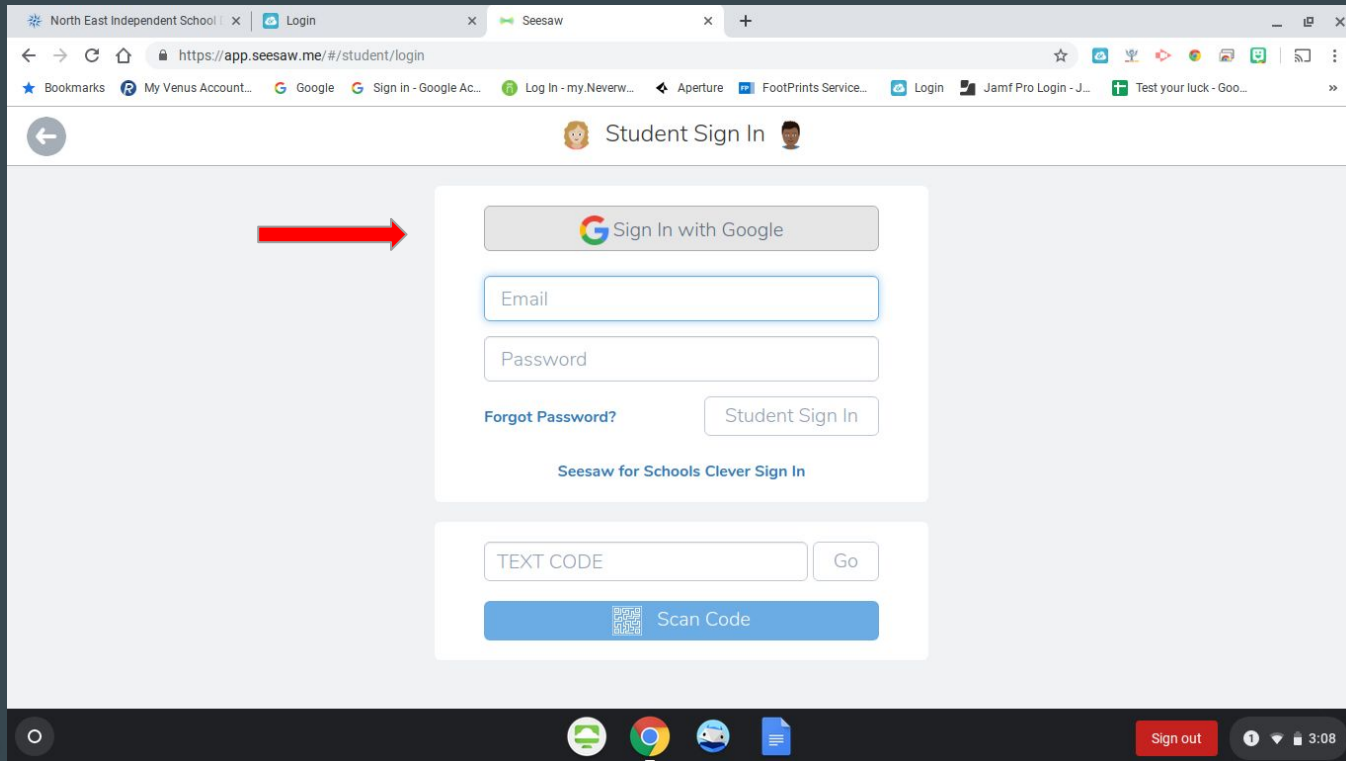 North East Independent School
Login
Seesaw
https://app.seesaw.me/#/student/login
Bookmarks My Venus Account... Google Sign in - Google Ac... Log In - my.Neverw... Aperture FP FootPrints Service... Login Jamf Pro Login - J... Test your luck - Goo... »
Student Sign In
Sign In with Google
Email
Password
Forgot Password? Student Sign In
Seesaw for Schools Clever Sign In
TEXT CODE Go
Scan Code
Sign out 1 3:08